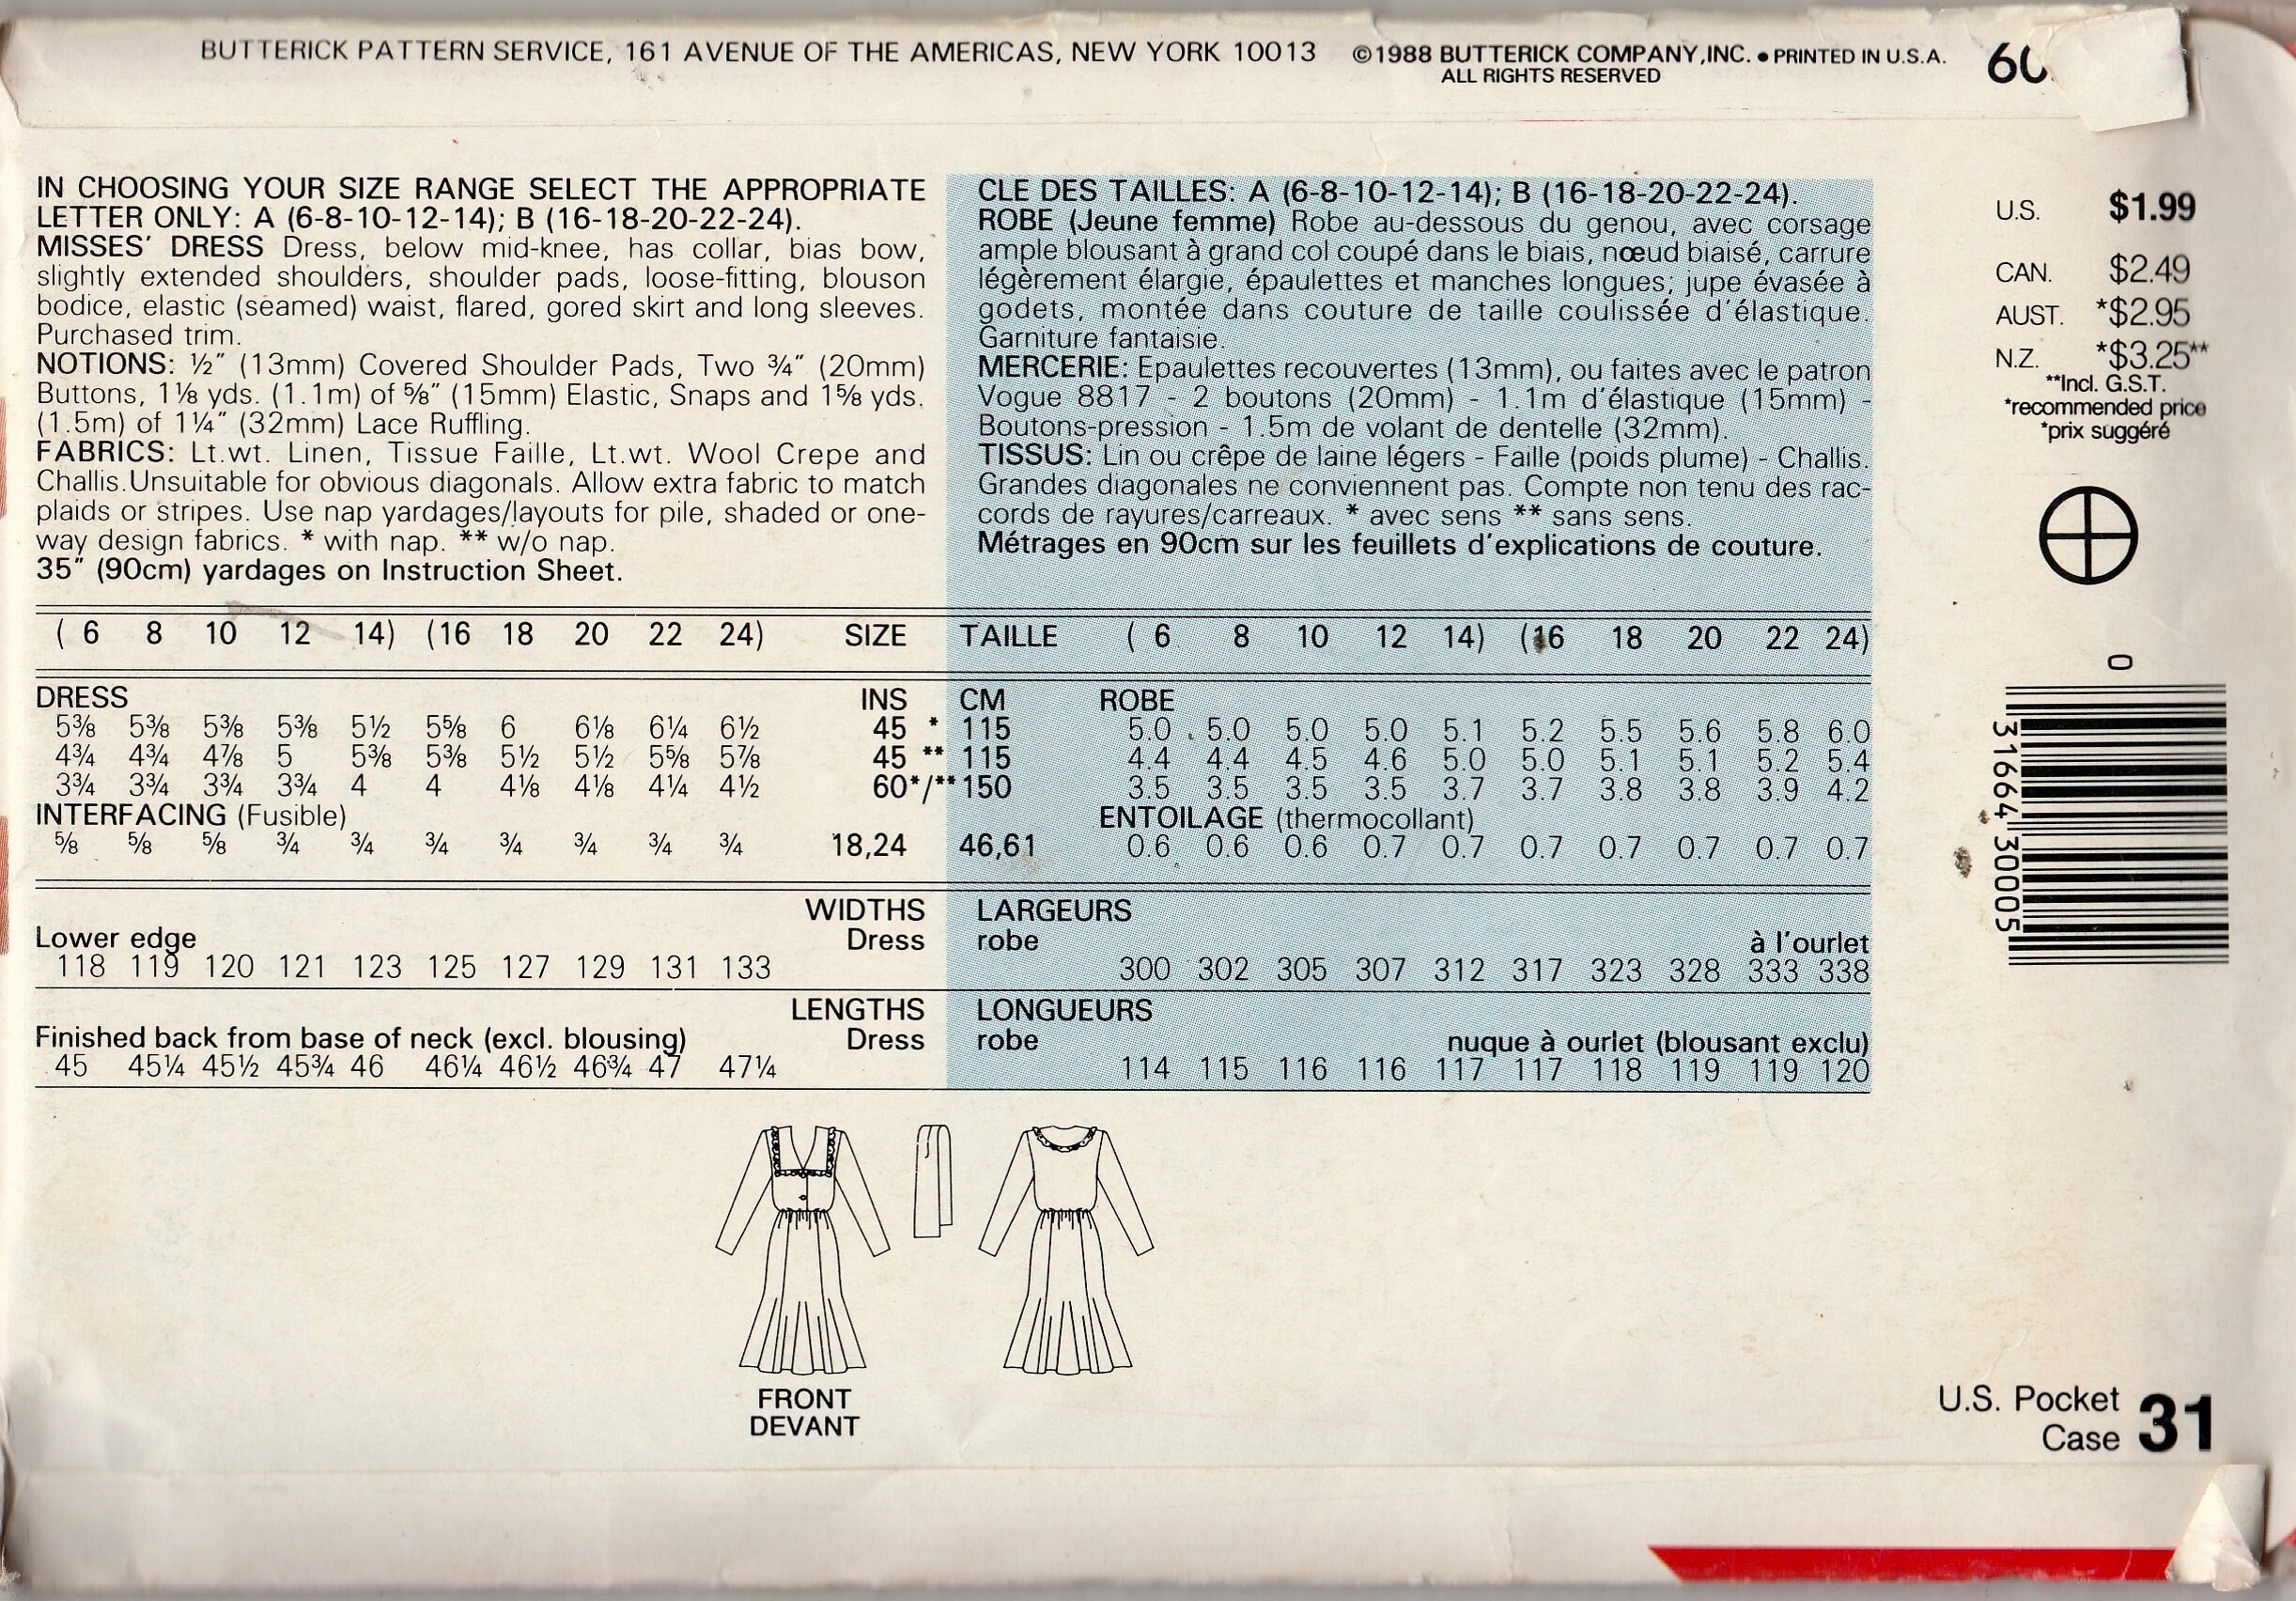 BUTTERICK PATTERN SERVICE, 161 AVENUE OF THE AMERICAS, NEW YORK 10013 ©1988 BUTTERICK COMPANY,INC. ● PRINTED IN U.S.A.
ALL RIGHTS RESERVED
IN CHOOSING YOUR SIZE RANGE SELECT THE APPROPRIATE
LETTER ONLY: A (6-8-10-12-14); B (16-18-20-22-24).
MISSES' DRESS Dress, below mid-knee, has collar, bias bow,
slightly extended shoulders, shoulder pads, loose-fitting, blouson
bodice, elastic (seamed) waist, flared, gored skirt and long sleeves.
Purchased trim.
NOTIONS: ½" (13mm) Covered Shoulder Pads, Two ¾" (20mm)
Buttons, 1⅛ yds. (1.1m) of ⅝" (15mm) Elastic, Snaps and 1⅝ yds.
(1.5m) of 1¼" (32mm) Lace Ruffling.
FABRICS: Lt.wt. Linen, Tissue Faille, Lt.wt. Wool Crepe and
Challis.Unsuitable for obvious diagonals. Allow extra fabric to match
plaids or stripes. Use nap yardages/layouts for pile, shaded or one-
way design fabrics. * with nap. ** w/o nap.
35" (90cm) yardages on Instruction Sheet.
CLE DES TAILLES: A (6-8-10-12-14); B (16-18-20-22-24).
ROBE (Jeune femme) Robe au-dessous du genou, avec corsage
ample blousant à grand col coupé dans le biais, nœud biaisé, carrure
légèrement élargie, épaulettes et manches longues; jupe évasée à
godets, montée dans couture de taille coulissée d'élastique.
Garniture fantaisie.
MERCERIE: Epaulettes recouvertes (13mm), ou faites avec le patron
Vogue 8817 - 2 boutons (20mm) - 1.1m d'élastique (15mm) -
Boutons-pression - 1.5m de volant de dentelle (32mm).
TISSUS: Lin ou crêpe de laine légers - Faille (poids plume) - Challis.
Grandes diagonales ne conviennent pas. Compte non tenu des rac-
cords de rayures/carreaux. * avec sens ** sans sens.
Métrages en 90cm sur les feuillets d'explications de couture.
U.S. $1.99
CAN. $2.49
AUST. *$2.95
N.Z. *$3.25**
**Incl. G.S.T.
*recommended price
*prix suggéré
( 6 8 10 12 14) (16 18 20 22 24) SIZE TAILLE ( 6 8 10 12 14) (16 18 20 22 24)
DRESS INS CM ROBE
5⅜ 5⅜ 5⅜ 5⅜ 5½ 5⅝ 6 6⅛ 6¼ 6½ 45 * 115 5.0 5.0 5.0 5.0 5.1 5.2 5.5 5.6 5.8 6.0
4¾ 4¾ 4⅞ 5 5⅜ 5⅜ 5½ 5½ 5⅝ 5⅞ 45 ** 115 4.4 4.4 4.5 4.6 5.0 5.0 5.1 5.1 5.2 5.4
3¾ 3¾ 3¾ 3¾ 4 4 4⅛ 4⅛ 4¼ 4½ 60*/** 150 3.5 3.5 3.5 3.5 3.7 3.7 3.8 3.8 3.9 4.2
INTERFACING (Fusible) ENTOILAGE (thermocollant)
⅝ ⅝ ⅝ ¾ ¾ ¾ ¾ ¾ ¾ ¾ 18,24 46,61 0.6 0.6 0.6 0.7 0.7 0.7 0.7 0.7 0.7 0.7
WIDTHS LARGEURS
Lower edge Dress robe à l'ourlet
118 119 120 121 123 125 127 129 131 133 300 302 305 307 312 317 323 328 333 338
LENGTHS LONGUEURS
Finished back from base of neck (excl. blousing) Dress robe nuque à ourlet (blousant exclu)
45 45¼ 45½ 45¾ 46 46¼ 46½ 46¾ 47 47¼ 114 115 116 116 117 117 118 119 119 120
0
31664 30005
FRONT
DEVANT
U.S. Pocket
Case 31